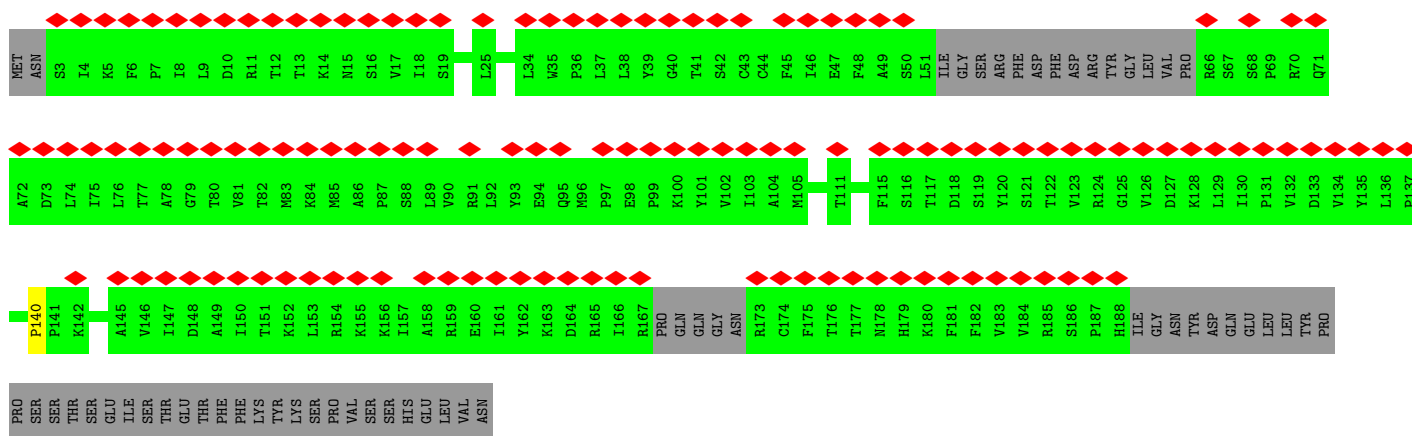 MET ASN S3 I4 K5 F6 P7 I8 L9 D10 R11 T12 T13 K14 N15 S16 V17 I18 S19 L25 L34 W35 P36 L37 L38 Y39 G40 T41 S42 C43 C44 F45 I46 E47 F48 A49 S50 L51 ILE GLY SER ARG PHE ASP PHE ASP ARG TYR GLY LEU VAL PRO R66 S67 S68 P69 R70 Q71
A72 D73 L74 I75 L76 T77 A78 G79 T80 V81 T82 M83 K84 M85 A86 P87 S88 L89 V90 R91 L92 Y93 E94 Q95 M96 P97 E98 P99 K100 Y101 V102 I103 A104 M105 T111 F115 S116 T117 D118 S119 Y120 S121 T122 V123 R124 G125 V126 D127 K128 L129 I130 P131 V132 D133 V134 Y135 L136 P137
P140 P141 K142 A145 V146 I147 D148 A149 I150 T151 K152 L153 R154 K155 K156 I157 A158 R159 E160 I161 Y162 K163 D164 R165 I166 R167 PRO GLN GLN GLY ASN R173 C174 F175 T176 T177 N178 H179 K180 F181 F182 V183 V184 R185 S186 P187 H188 ILE GLY ASN TYR ASP GLN GLU LEU LEU TYR PRO
PRO SER SER THR SER GLU ILE SER THR GLU THR PHE PHE LYS TYR LYS SER PRO VAL SER SER HIS GLU LEU VAL ASN